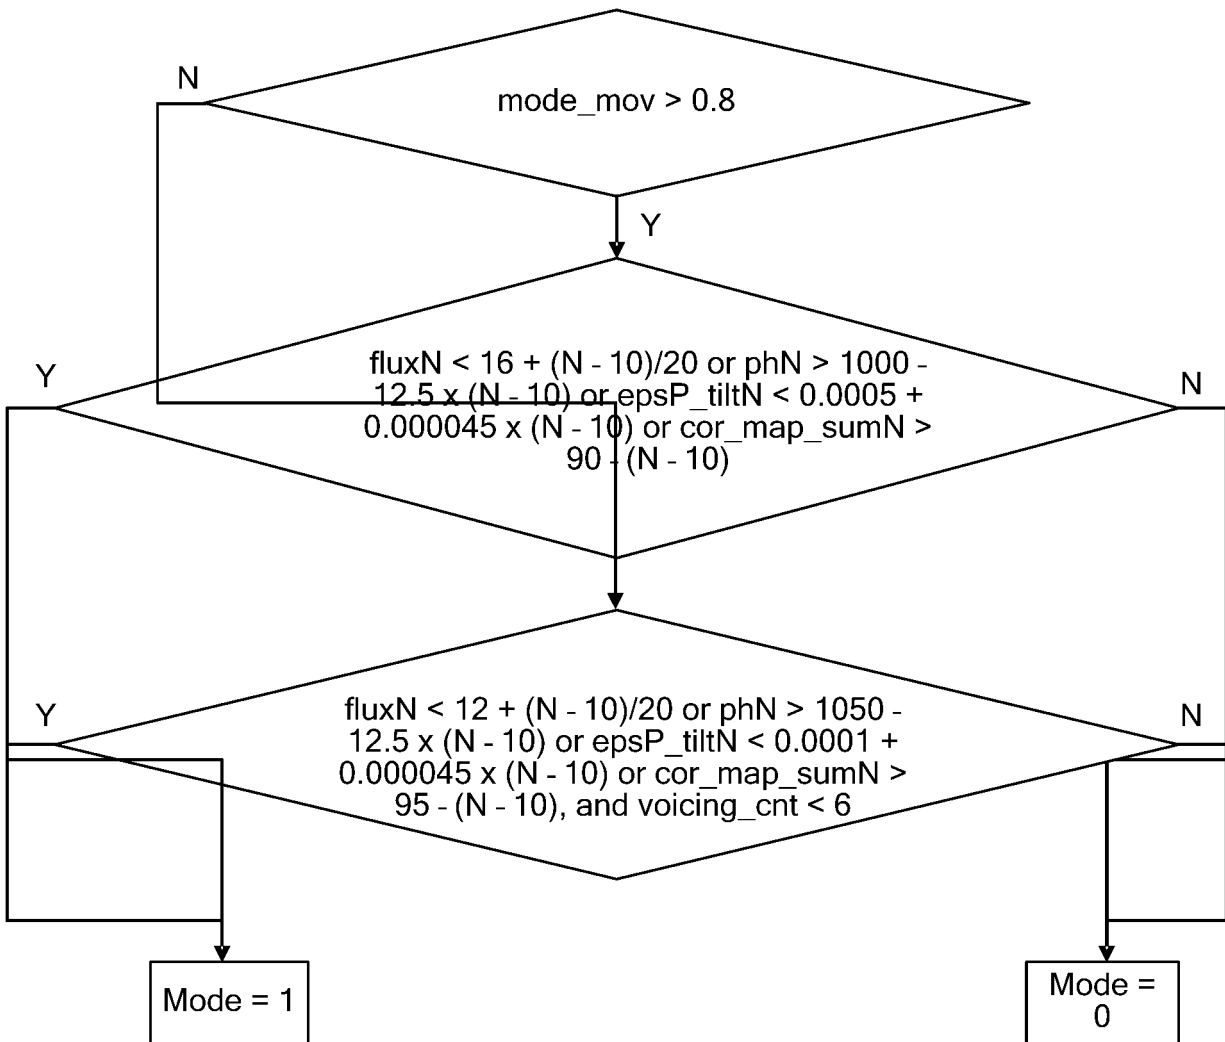 N
mode_mov > 0.8
Y
Y
fluxN < 16 + (N - 10)/20 or phN > 1000 -
12.5 x (N - 10) or epsP_tiltN < 0.0005 +
0.000045 x (N - 10) or cor_map_sumN >
90 - (N - 10)
N
Y
fluxN < 12 + (N - 10)/20 or phN > 1050 -
12.5 x (N - 10) or epsP_tiltN < 0.0001 +
0.000045 x (N - 10) or cor_map_sumN >
95 - (N - 10), and voicing_cnt < 6
N
Mode = 1
Mode =
0